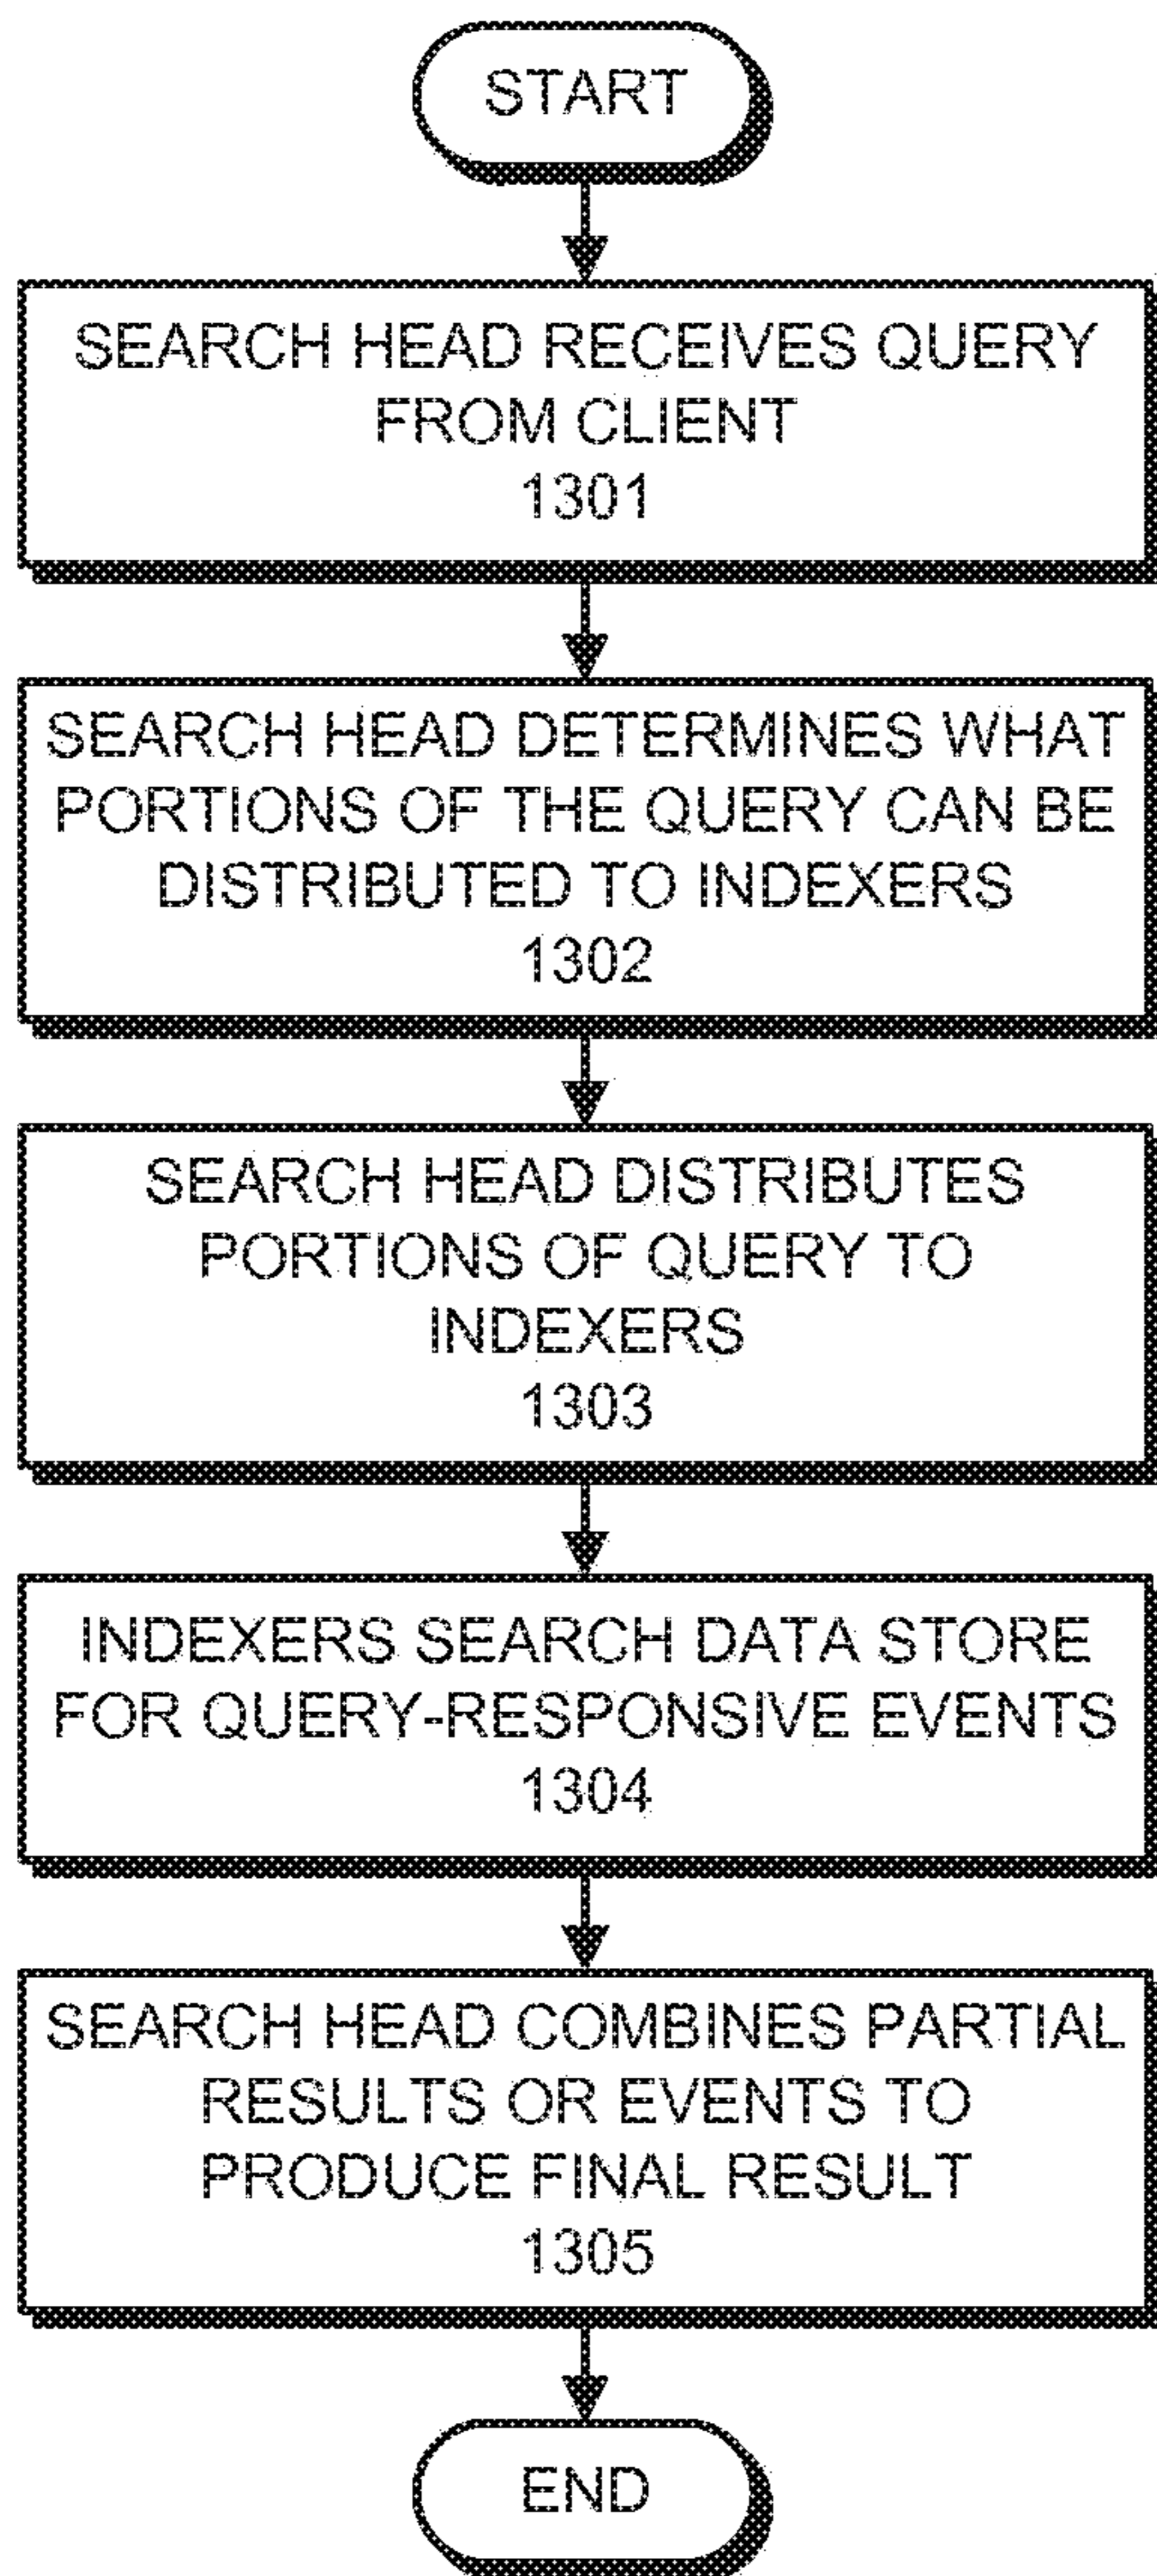 START
SEARCH HEAD RECEIVES QUERY
FROM CLIENT
1301
SEARCH HEAD DETERMINES WHAT
PORTIONS OF THE QUERY CAN BE
DISTRIBUTED TO INDEXERS
1302
SEARCH HEAD DISTRIBUTES
PORTIONS OF QUERY TO
INDEXERS
1303
INDEXERS SEARCH DATA STORE
FOR QUERY-RESPONSIVE EVENTS
1304
SEARCH HEAD COMBINES PARTIAL
RESULTS OR EVENTS TO
PRODUCE FINAL RESULT
1305
END